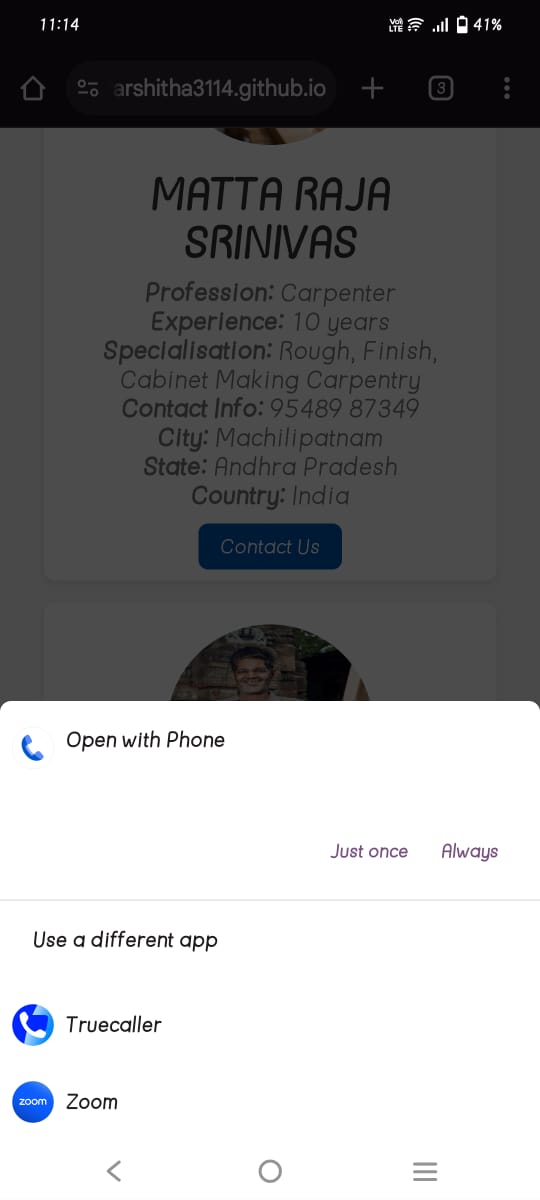 11:14
Vo))
LTE
41%
arshitha3114.github.io
3
MATTA RAJA
SRINIVAS
Profession: Carpenter
Experience: 10 years
Specialisation: Rough, Finish,
Cabinet Making Carpentry
Contact Info: 95489 87349
City: Machilipatnam
State: Andhra Pradesh
Country: India
Contact Us
Open with Phone
Just once Always
Use a different app
Truecaller
zoom
Zoom